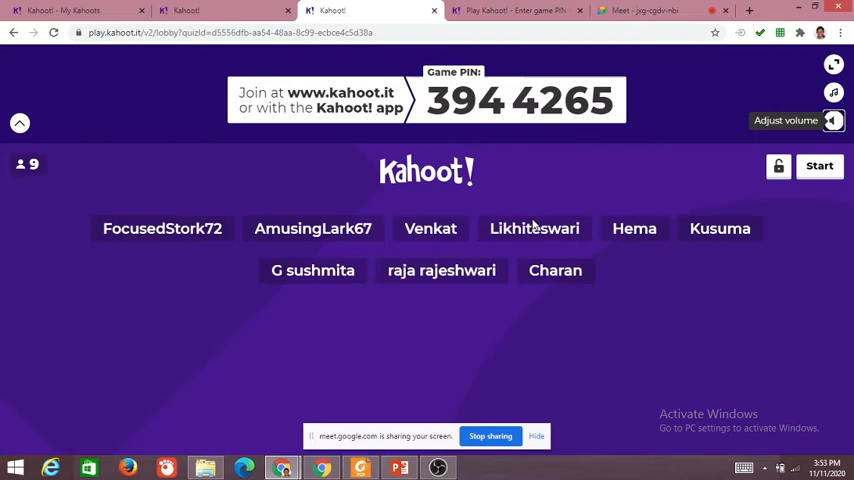 Kahoot! - My Kahoots
Kahoot!
Kahoot!
Play Kahoot! - Enter game PIN
Meet - jxg-cgdv-nbi
play.kahoot.it/v2/lobby?quizId=d5556dfb-aa54-48aa-8c99-ecbce4c5d38a
Join at www.kahoot.it
or with the Kahoot! app
Game PIN:
394 4265
Adjust volume
9
Kahoot!
Start
FocusedStork72 AmusingLark67 Venkat Likhiteswari Hema Kusuma
G sushmita raja rajeshwari Charan
Activate Windows
Go to PC settings to activate Windows.
meet.google.com is sharing your screen. Stop sharing Hide
3:53 PM
11/11/2020